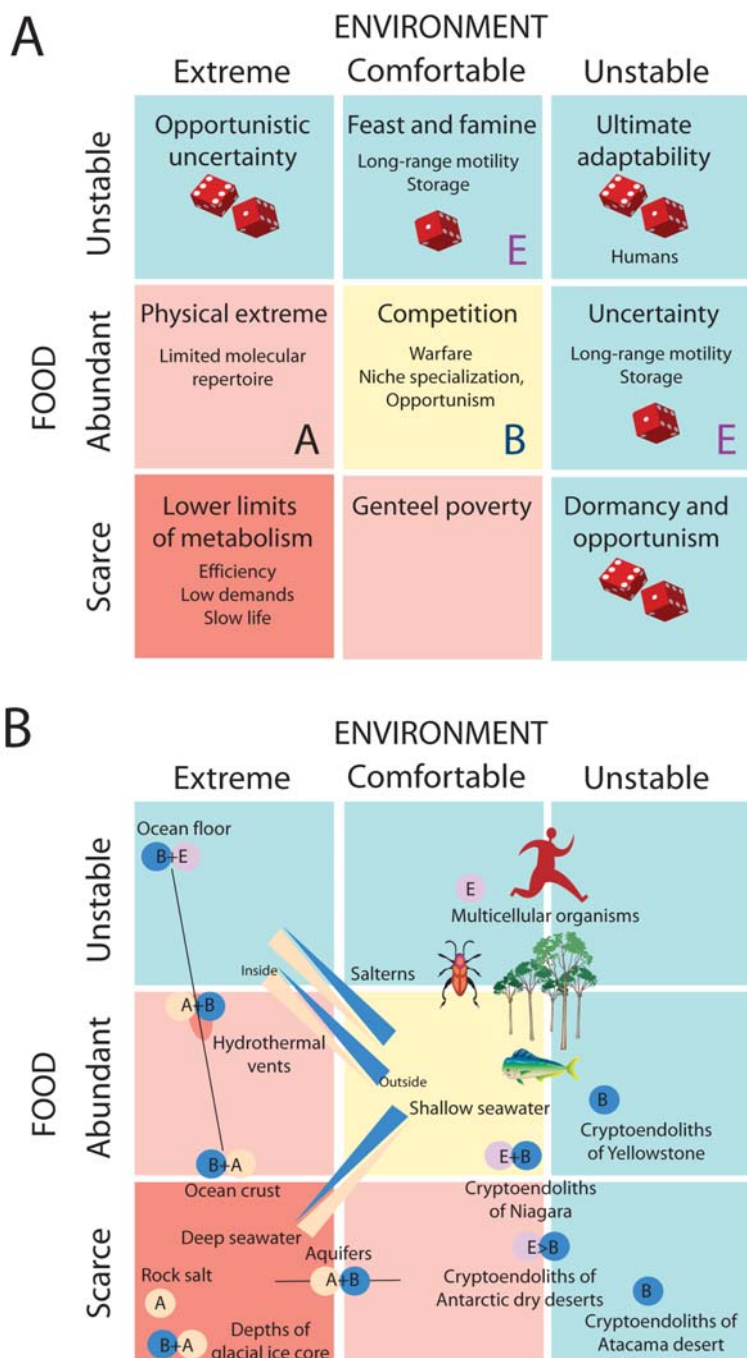 A
ENVIRONMENT
Extreme
Comfortable
Unstable
FOOD
Unstable
Opportunistic
uncertainty
Feast and famine
Long-range motility
Storage
E
Ultimate
adaptability
Humans
Abundant
Physical extreme
Limited molecular
repertoire
A
Competition
Warfare
Niche specialization,
Opportunism
B
Uncertainty
Long-range motility
Storage
E
Scarce
Lower limits
of metabolism
Efficiency
Low demands
Slow life
Genteel poverty
Dormancy and
opportunism
B
ENVIRONMENT
Extreme
Comfortable
Unstable
FOOD
Unstable
Ocean floor
B+E
E
Multicellular organisms
Inside
Salterns
Abundant
A+B
Hydrothermal
vents
Outside
Shallow seawater
B
Cryptoendoliths
of Yellowstone
B+A
Ocean crust
E+B
Cryptoendoliths
of Niagara
Scarce
Deep seawater
Aquifers
A+B
E>B
Cryptoendoliths of
Antarctic dry deserts
Rock salt
A
B
Cryptoendoliths of
Atacama desert
B+A
Depths of
glacial ice core